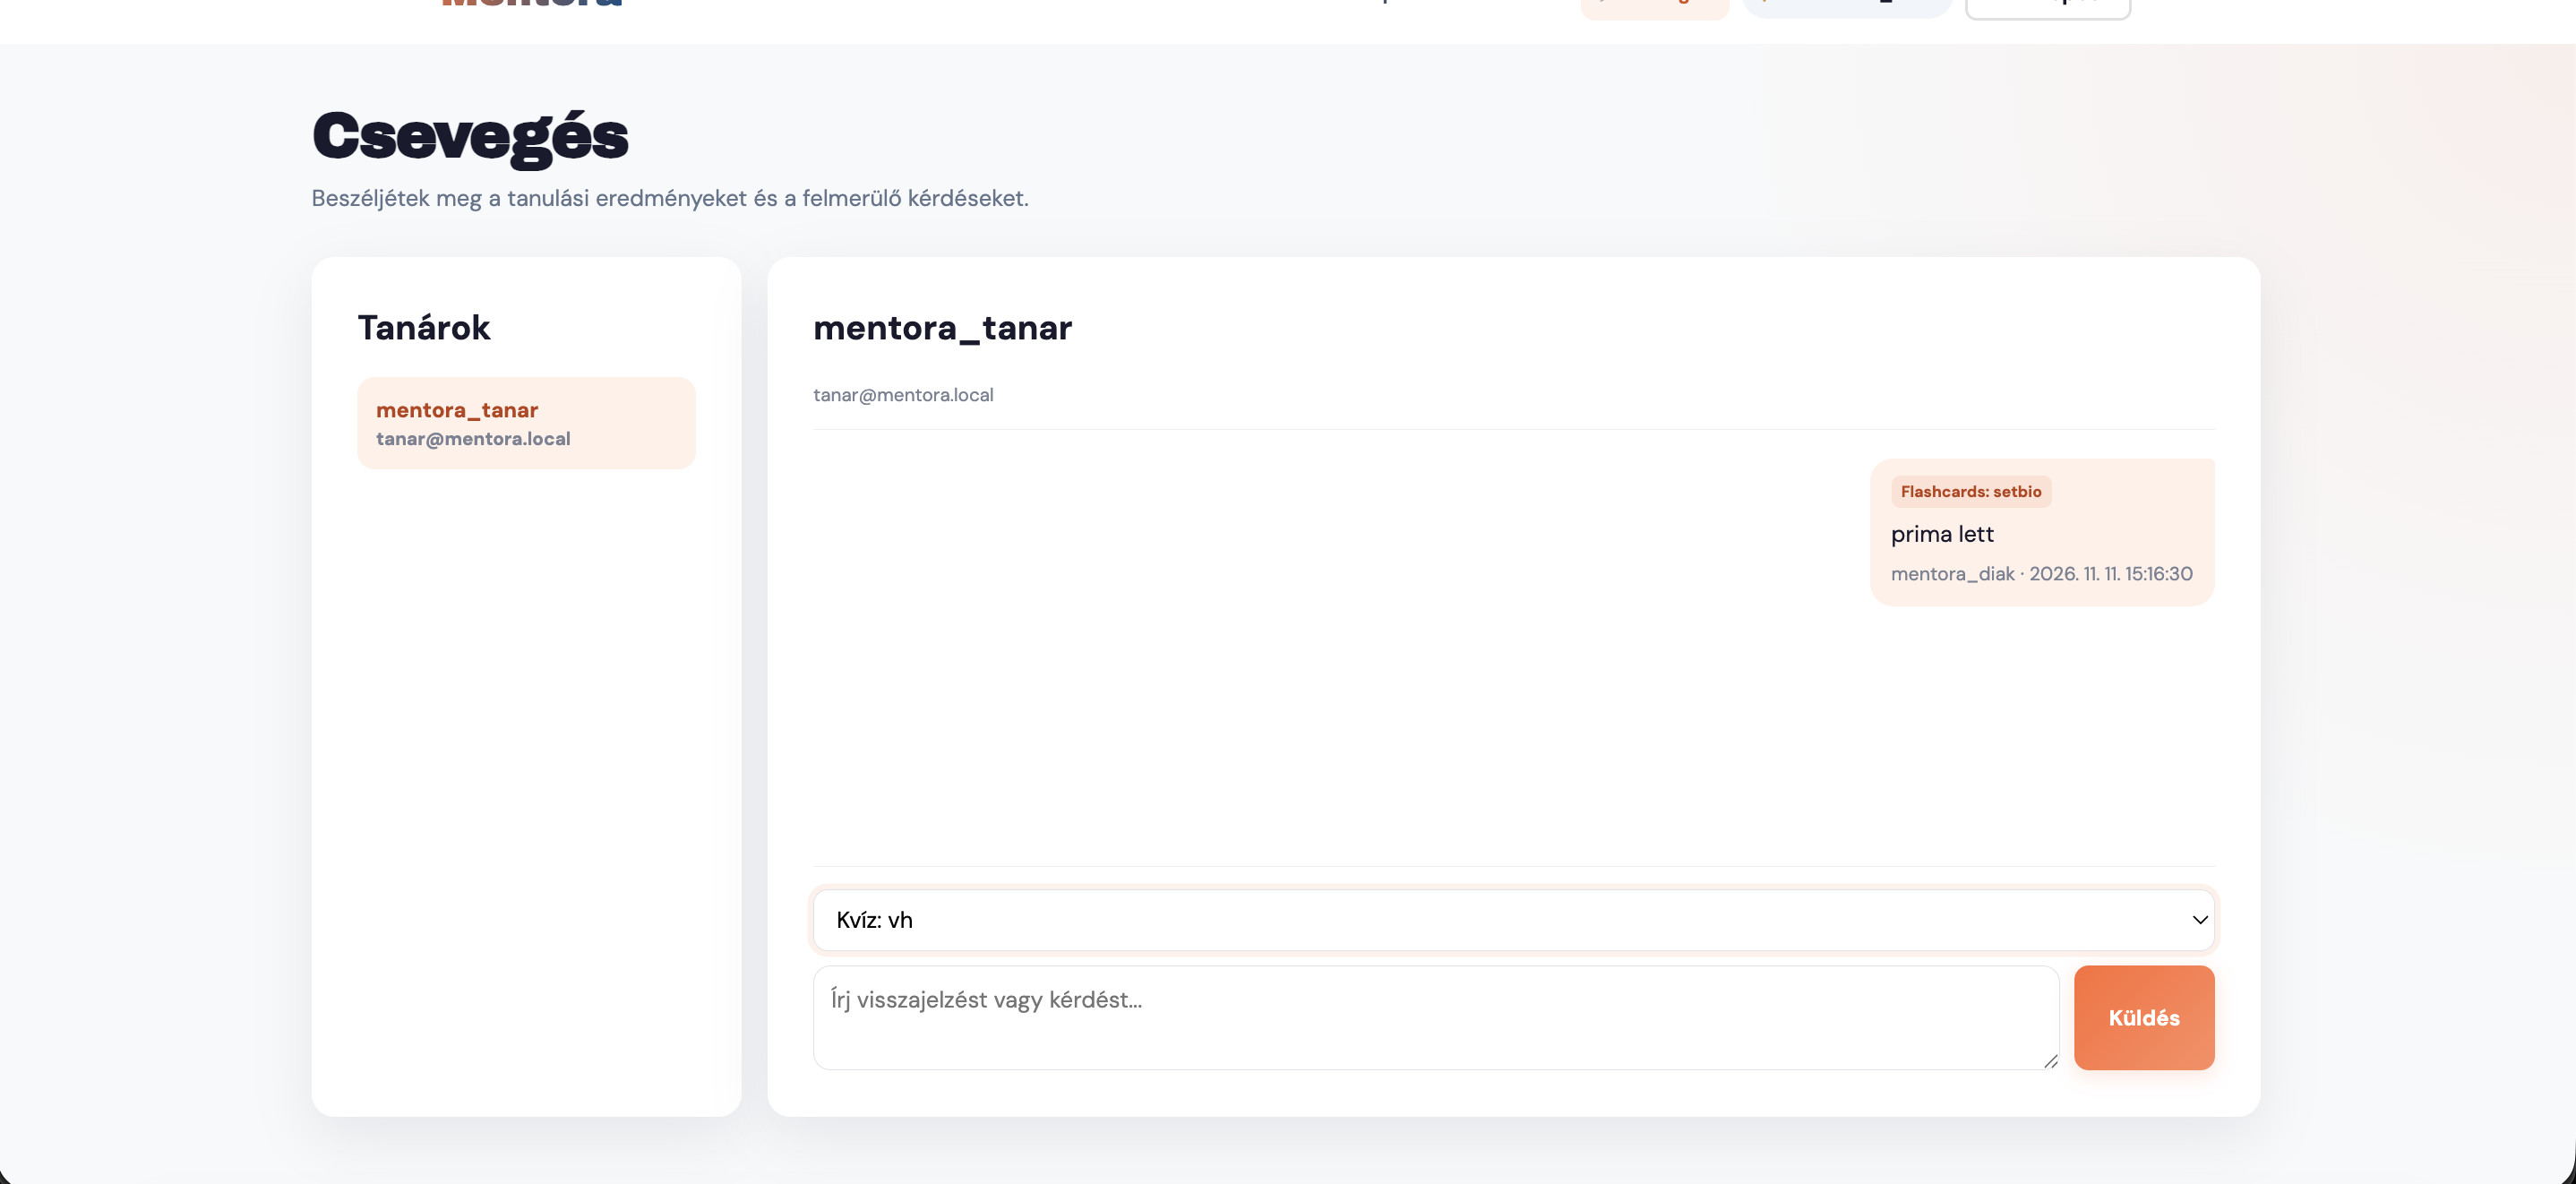 Mentora
Csevegés
Beszéljétek meg a tanulási eredményeket és a felmerülő kérdéseket.
Tanárok
mentora_tanar
tanar@mentora.local
mentora_tanar
tanar@mentora.local
Flashcards: setbio
prima lett
mentora_diak · 2026. 11. 11. 15:16:30
Kvíz: vh
Írj visszajelzést vagy kérdést...
Küldés